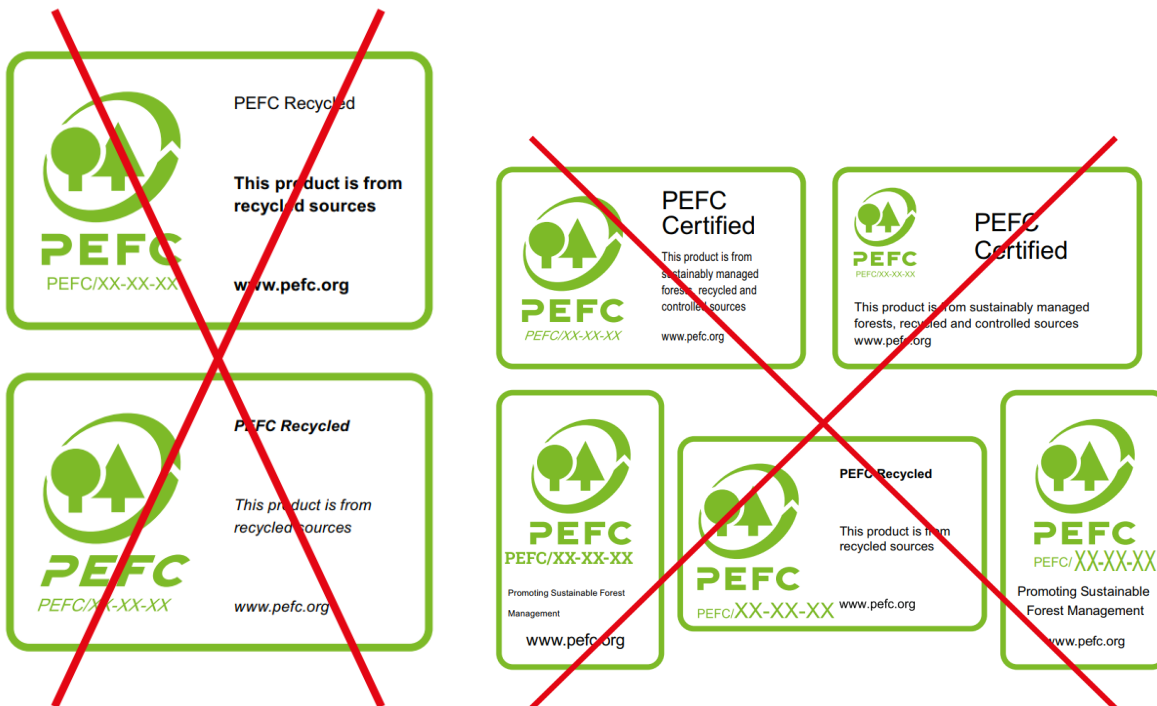 PEFC Recycled
This product is from
recycled sources
PEFC
PEFC/XX-XX-XX
www.pefc.org
PEFC Recycled
This product is from
recycled sources
PEFC
PEFC/XX-XX-XX
www.pefc.org
PEFC
Certified
This product is from
sustainably managed
forests, recycled and
controlled sources
PEFC
PEFC/XX-XX-XX
www.pefc.org
PEFC
Certified
PEFC
PEFC/XX-XX-XX
This product is from sustainably managed
forests, recycled and controlled sources
www.pefc.org
PEFC
PEFC/XX-XX-XX
Promoting Sustainable Forest
Management
www.pefc.org
PEFC Recycled
This product is from
recycled sources
PEFC
PEFC/XX-XX-XX
www.pefc.org
PEFC
PEFC/XX-XX-XX
Promoting Sustainable
Forest Management
www.pefc.org